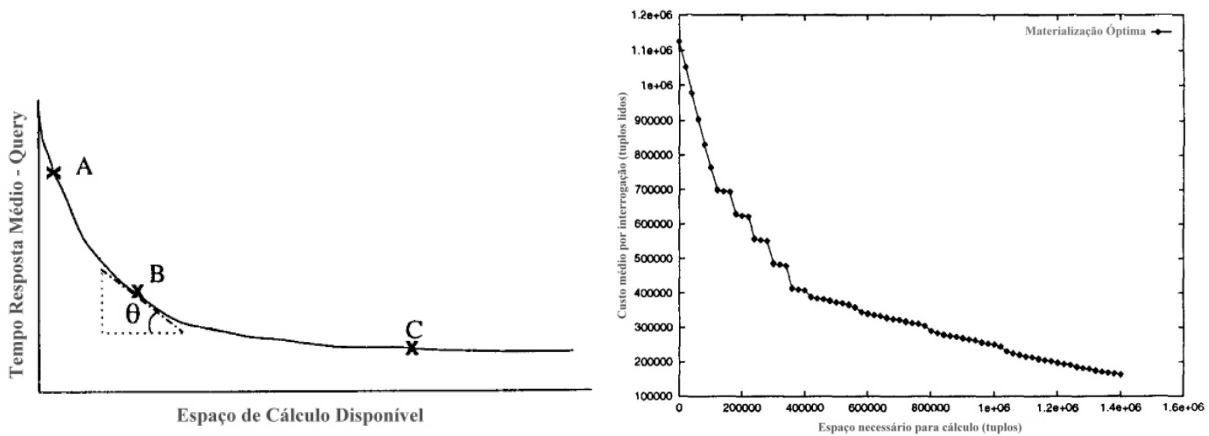 Tempo Resposta Médio - Query
A
B
θ
C
Espaço de Cálculo Disponível
Custo médio por interrogação (tuplos lidos)
1.2e+06
Materialização Óptima
1.1e+06
1e+06
900000
800000
700000
600000
500000
400000
300000
200000
100000
0 200000 400000 600000 800000 1e+06 1.2e+06 1.4e+06 1.6e+06
Espaço necessário para cálculo (tuplos)